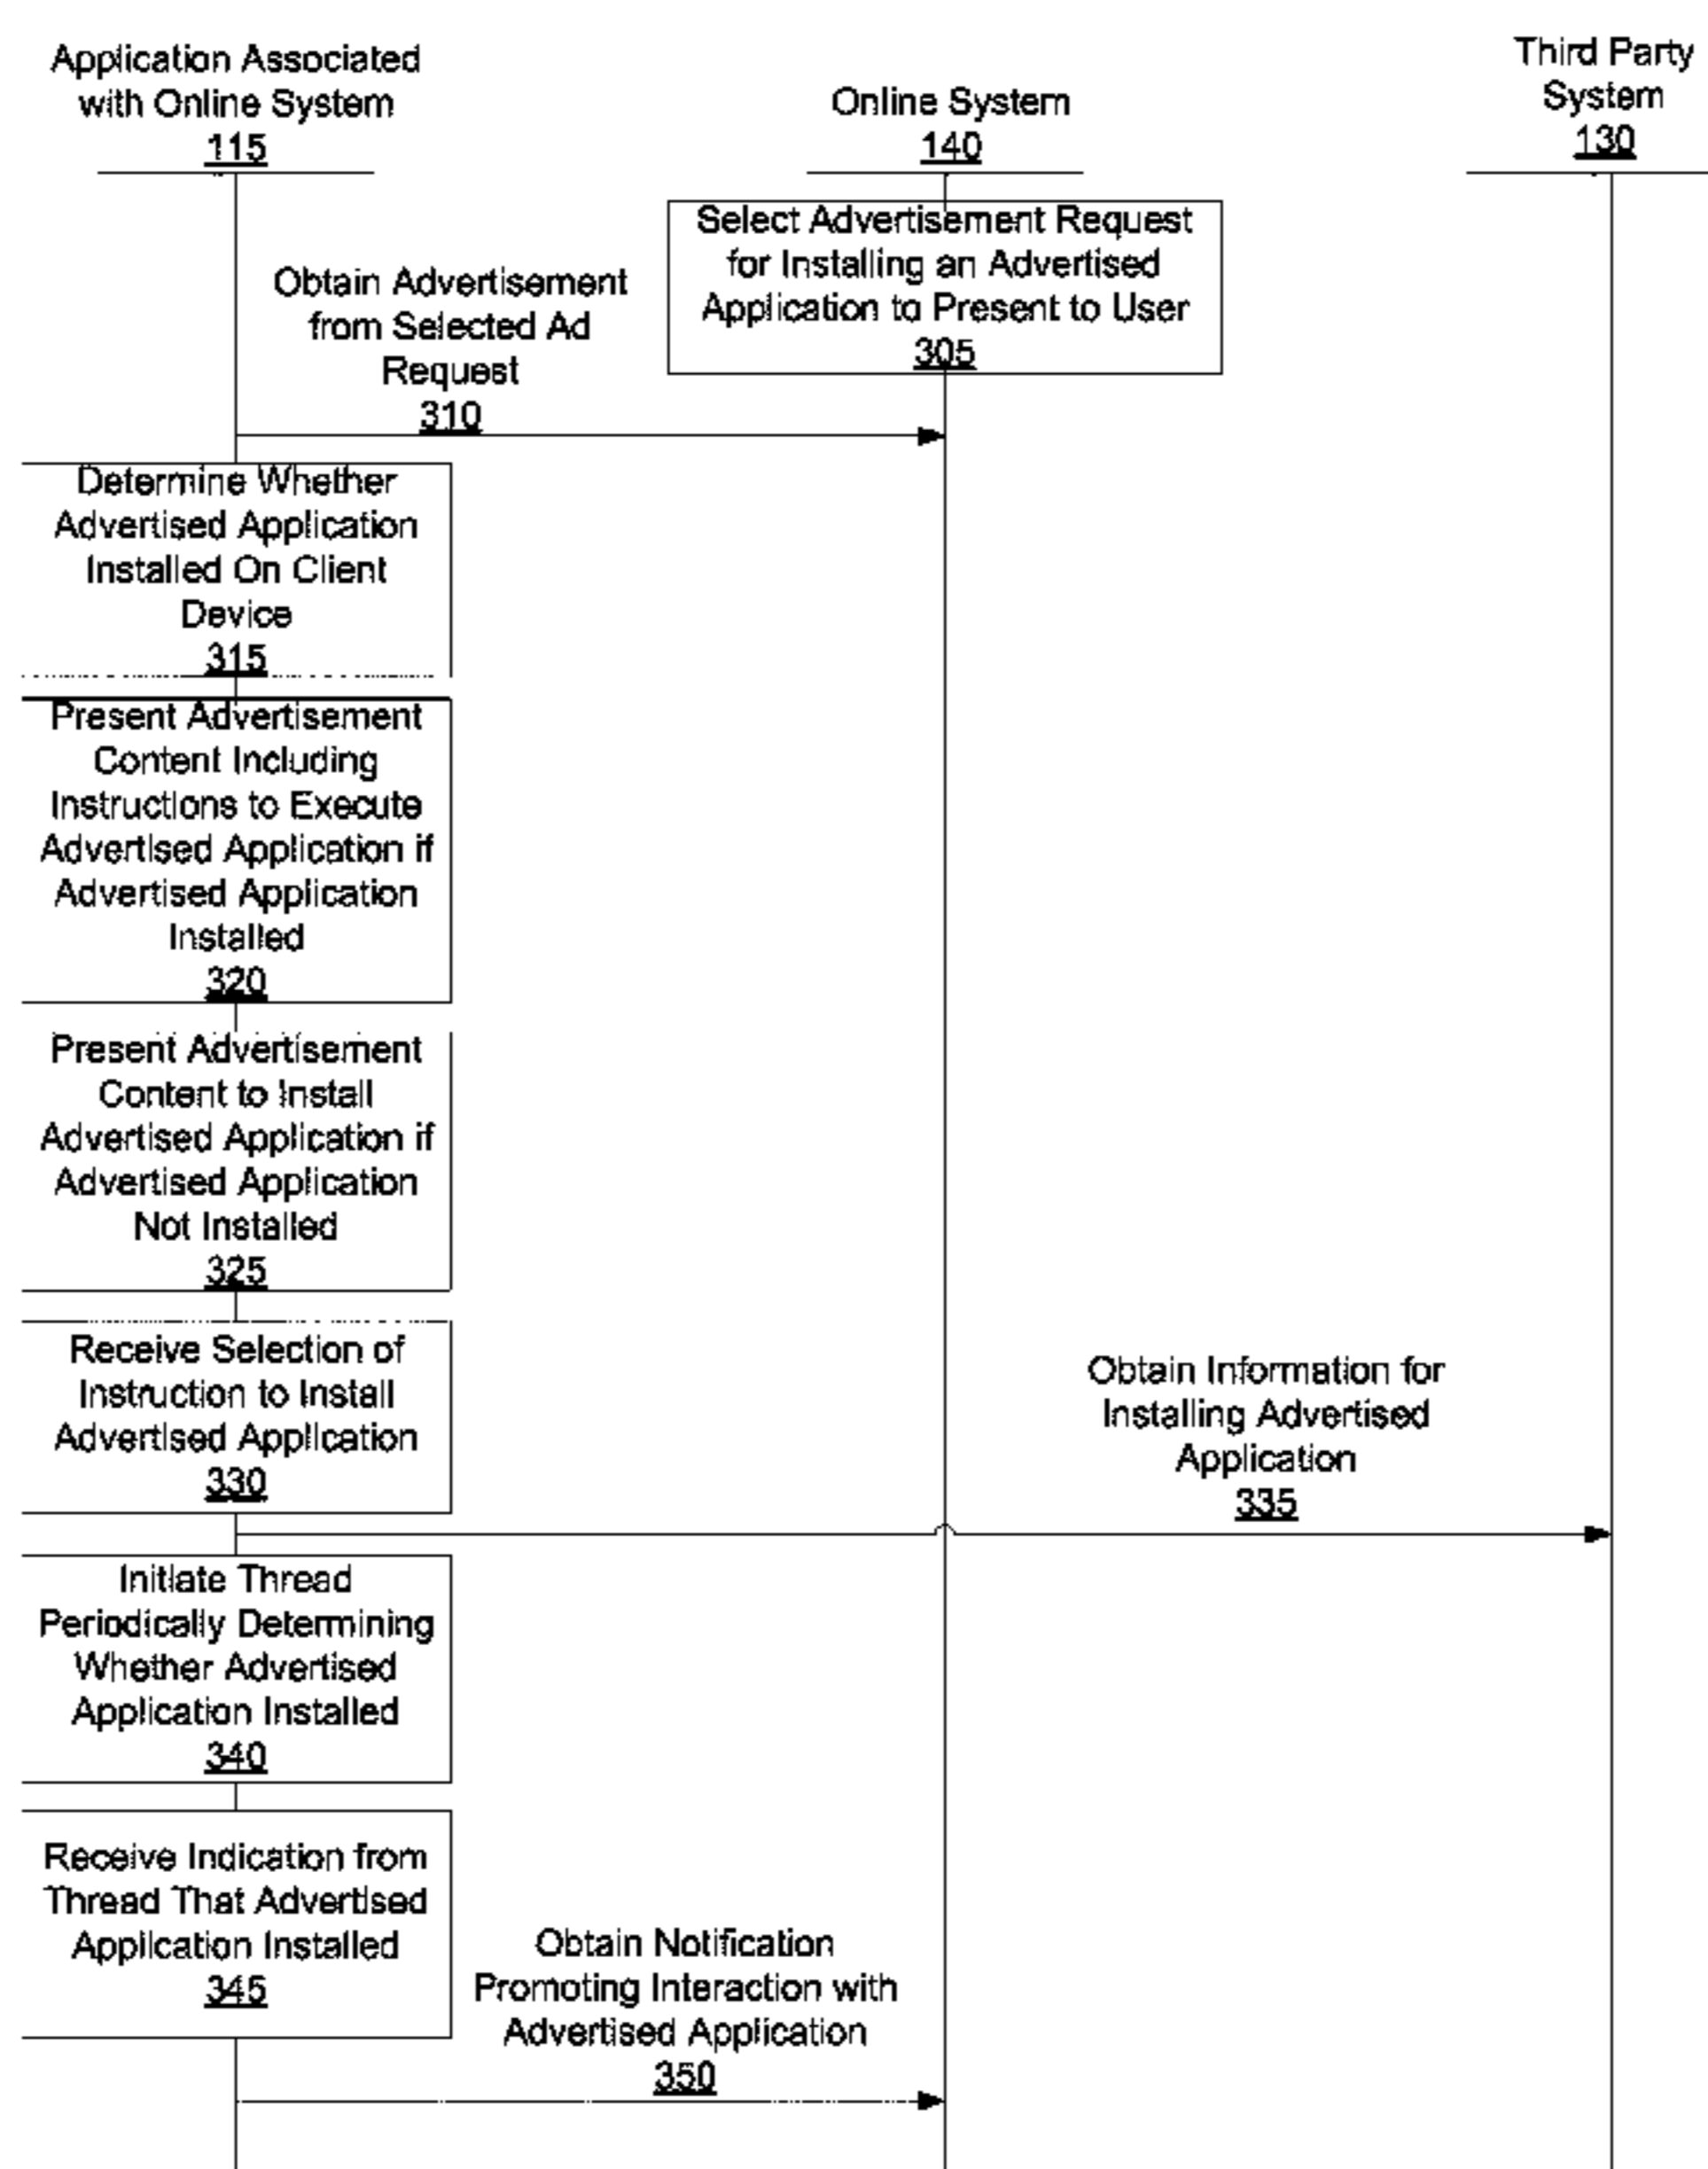 Application Associated
with Online System
115
Online System
140
Third Party
System
130
Select Advertisement Request
for Installing an Advertised
Application to Present to User
305
Obtain Advertisement
from Selected Ad
Request
310
Determine Whether
Advertised Application
Installed On Client
Device
315
Present Advertisement
Content Including
Instructions to Execute
Advertised Application if
Advertised Application
Installed
320
Present Advertisement
Content to Install
Advertised Application if
Advertised Application
Not Installed
325
Receive Selection of
Instruction to Install
Advertised Application
330
Obtain Information for
Installing Advertised
Application
335
Initiate Thread
Periodically Determining
Whether Advertised
Application Installed
340
Receive Indication from
Thread That Advertised
Application Installed
345
Obtain Notification
Promoting Interaction with
Advertised Application
350